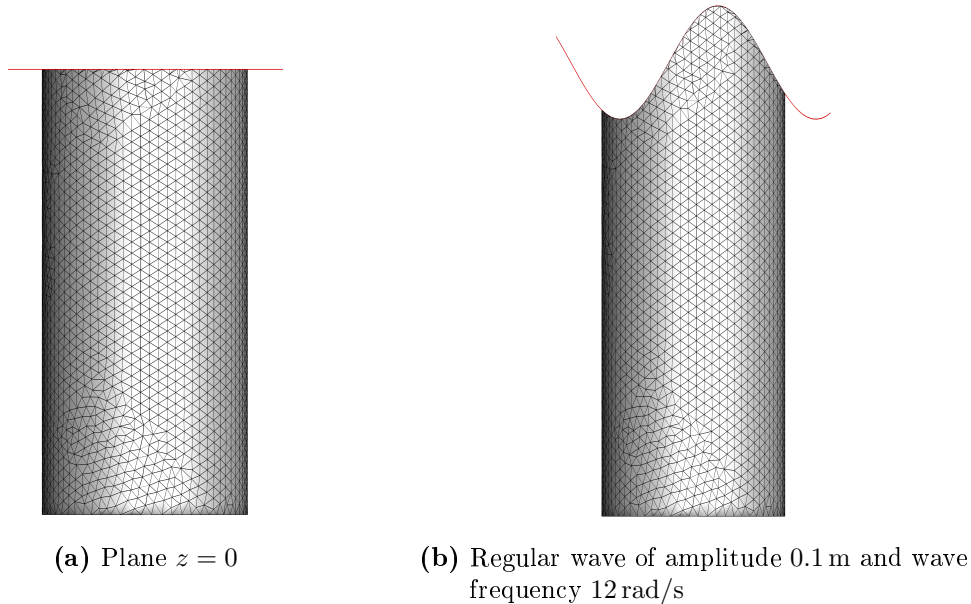 (a) Plane z = 0
(b) Regular wave of amplitude 0.1 m and wave
frequency 12 rad/s